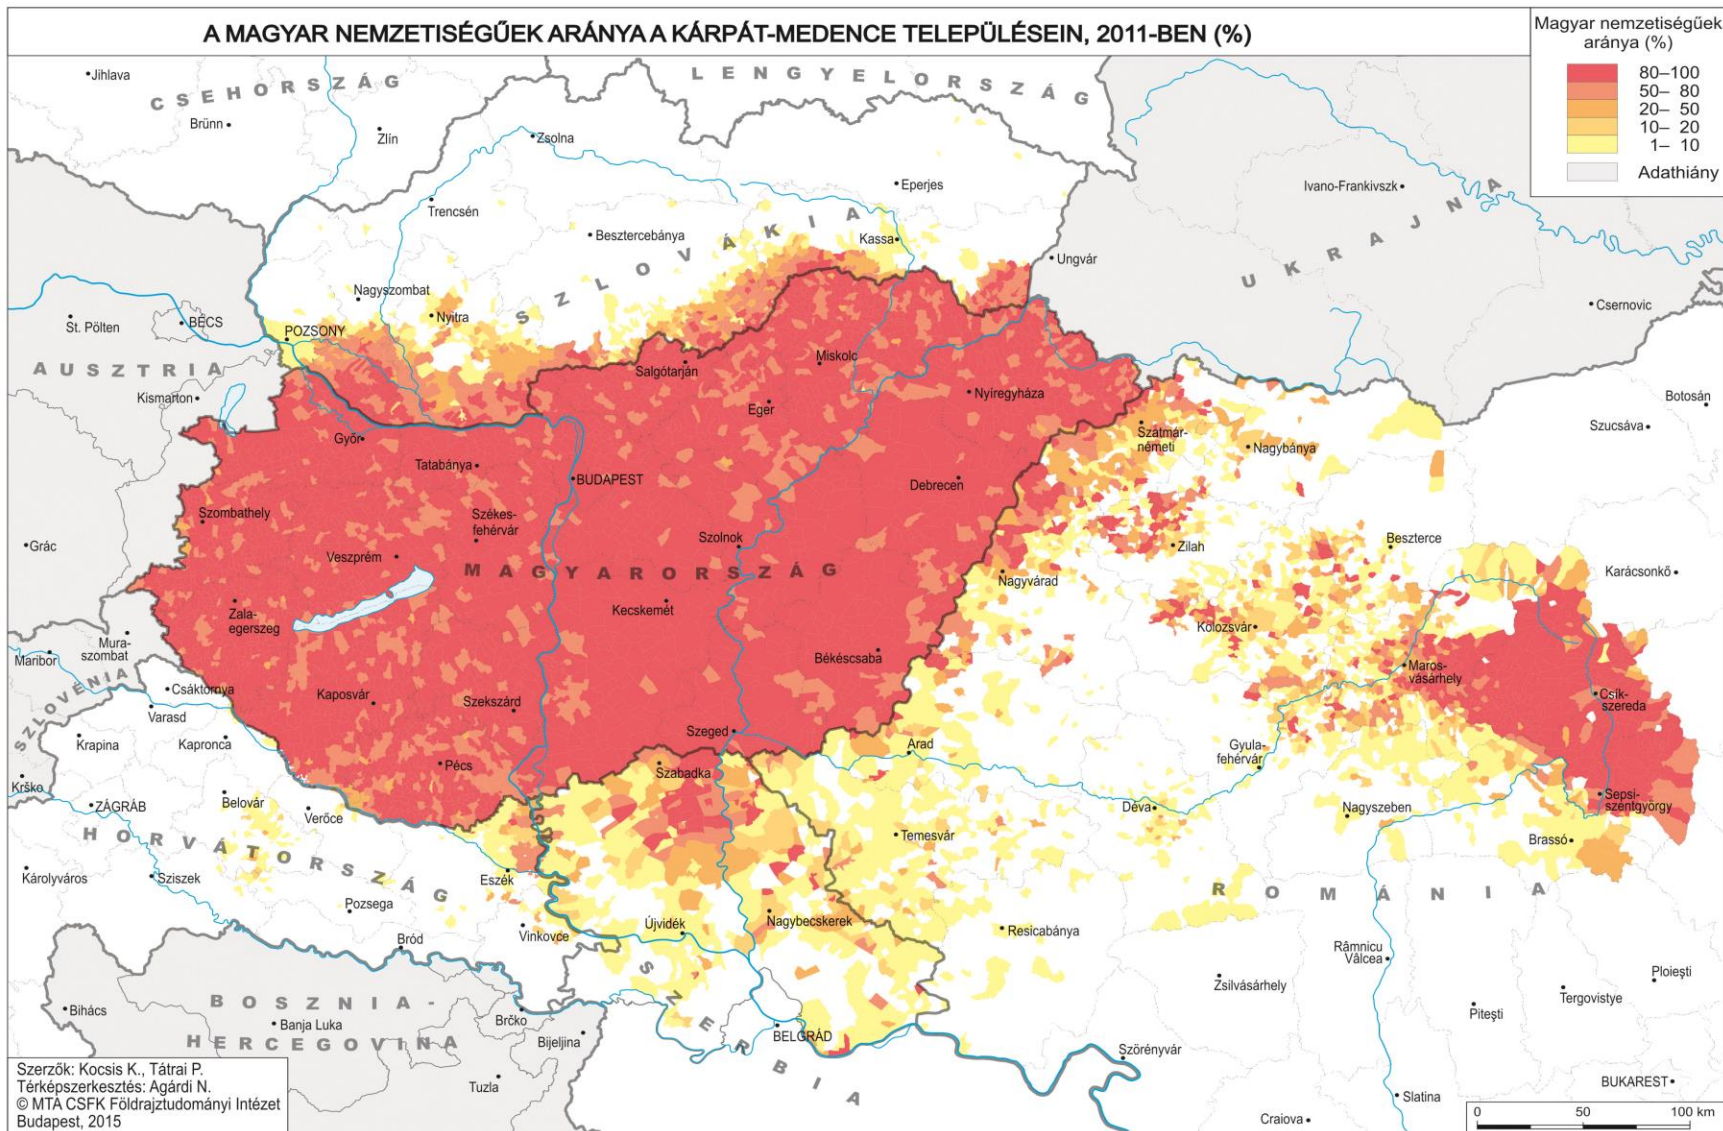 A MAGYAR NEMZETISÉGŰEK ARÁNYA A KÁRPÁT-MEDENCE TELEPÜLÉSEIN, 2011-BEN (%)
Magyar nemzetiségűek
aránya (%)
80–100
50– 80
20– 50
10– 20
1– 10
Adathiány
Jihlava
CSEHORSZÁG
LENGYELORSZÁG
Brünn
Zlín
Zsolna
Eperjes
Ivano-Frankivszk
Trencsén
UKRAJNA
Besztercebánya
SZLOVÁKIA
Kassa
Ungvár
Nagyszombat
Nyitra
Csernovic
St. Pölten
BÉCS
POZSONY
AUSZTRIA
Miskolc
Salgótarján
Kismarton
Eger
Nyíregyháza
Botosán
Szucsáva
Győr
Szatmár-
németi
Nagybánya
Tatabánya
BUDAPEST
Debrecen
Szombathely
Székes-
fehérvár
Szolnok
Grác
Veszprém
Zilah
Beszterce
MAGYARORSZÁG
Nagyvárad
Karácsonkő
Zala-
egerszeg
Kecskemét
Kolozsvár
Mura-
szombat
Maribor
Békéscsaba
Maros-
vásárhely
SZLOVÉNIA
Csáktornya
Kaposvár
Szekszárd
Csík-
szereda
Varasd
Krapina
Kapronca
Szeged
Arad
Gyula-
fehérvár
Pécs
Szabadka
Krško
ZÁGRÁB
Belovár
Verőce
Déva
Nagyszeben
Sepsi-
szentgyörgy
HORVÁTORSZÁG
Temesvár
Brassó
Károlyváros
Sziszek
Eszék
ROMÁNIA
Pozsega
Újvidék
Nagybecskerek
Resicabánya
Vinkovce
Bród
Râmnicu
Vâlcea
SZERBIA
Zsilvásárhely
Ploiești
Tergovistye
BOSZNIA-
HERCEGOVINA
Bihács
Banja Luka
Brčko
Pitești
Bijeljina
BELGRÁD
Szörényvár
Tuzla
BUKAREST
Slatina
Craiova
Szerzők: Kocsis K., Tátrai P.
Térképszerkesztés: Agárdi N.
© MTA CSFK Földrajztudományi Intézet
Budapest, 2015
0 50 100 km